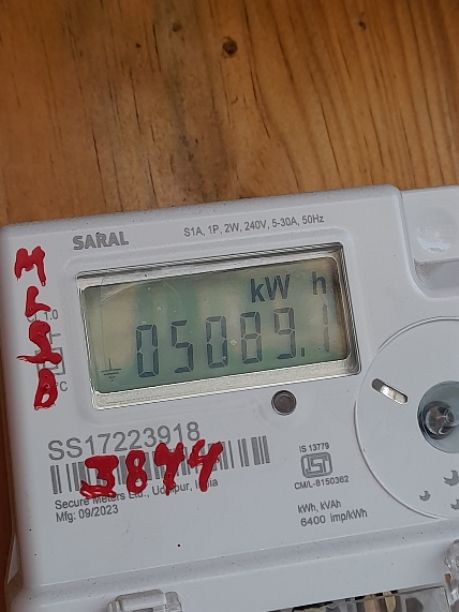 SARAL
S1A, 1P, 2W, 240V, 5-30A, 50Hz
kW h
05089.1
SS17223918
3844
Secure Meters Ltd., Udaipur, India
Mfg: 09/2023
IS 13779
ISI
CM/L-8150362
kWh, kVAh
6400 imp/kWh